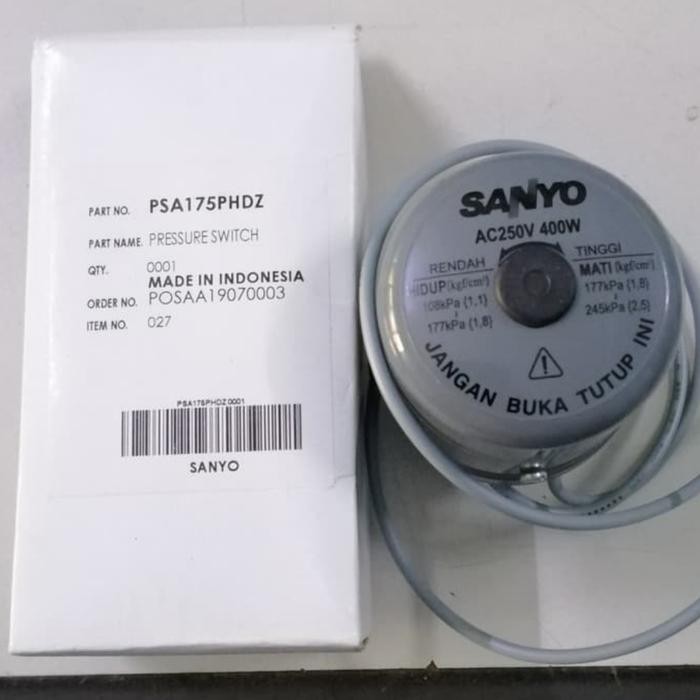 PART NO. PSA175PHDZ
PART NAME. PRESSURE SWITCH
QTY. 0001
MADE IN INDONESIA
ORDER NO. POSAA19070003
ITEM NO. 027
PSA175PHDZ0001
SANYO
SANYO
AC250V 400W
RENDAH TINGGI
HIDUP (kgf/cm²) MATI (kgf/cm²)
108kPa (1,1) 177kPa (1,8)
177kPa (1,8) 245kPa (2,5)
JANGAN BUKA TUTUP INI